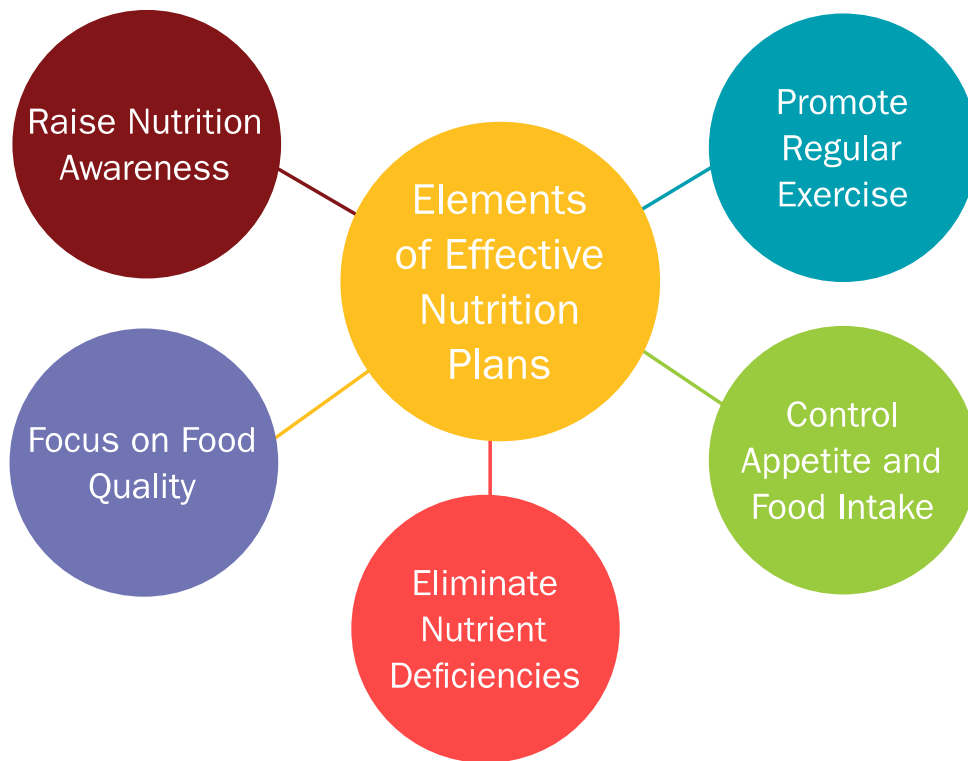 Raise Nutrition
Awareness
Promote
Regular
Exercise
Elements
of Effective
Nutrition
Plans
Focus on Food
Quality
Control
Appetite and
Food Intake
Eliminate
Nutrient
Deficiencies